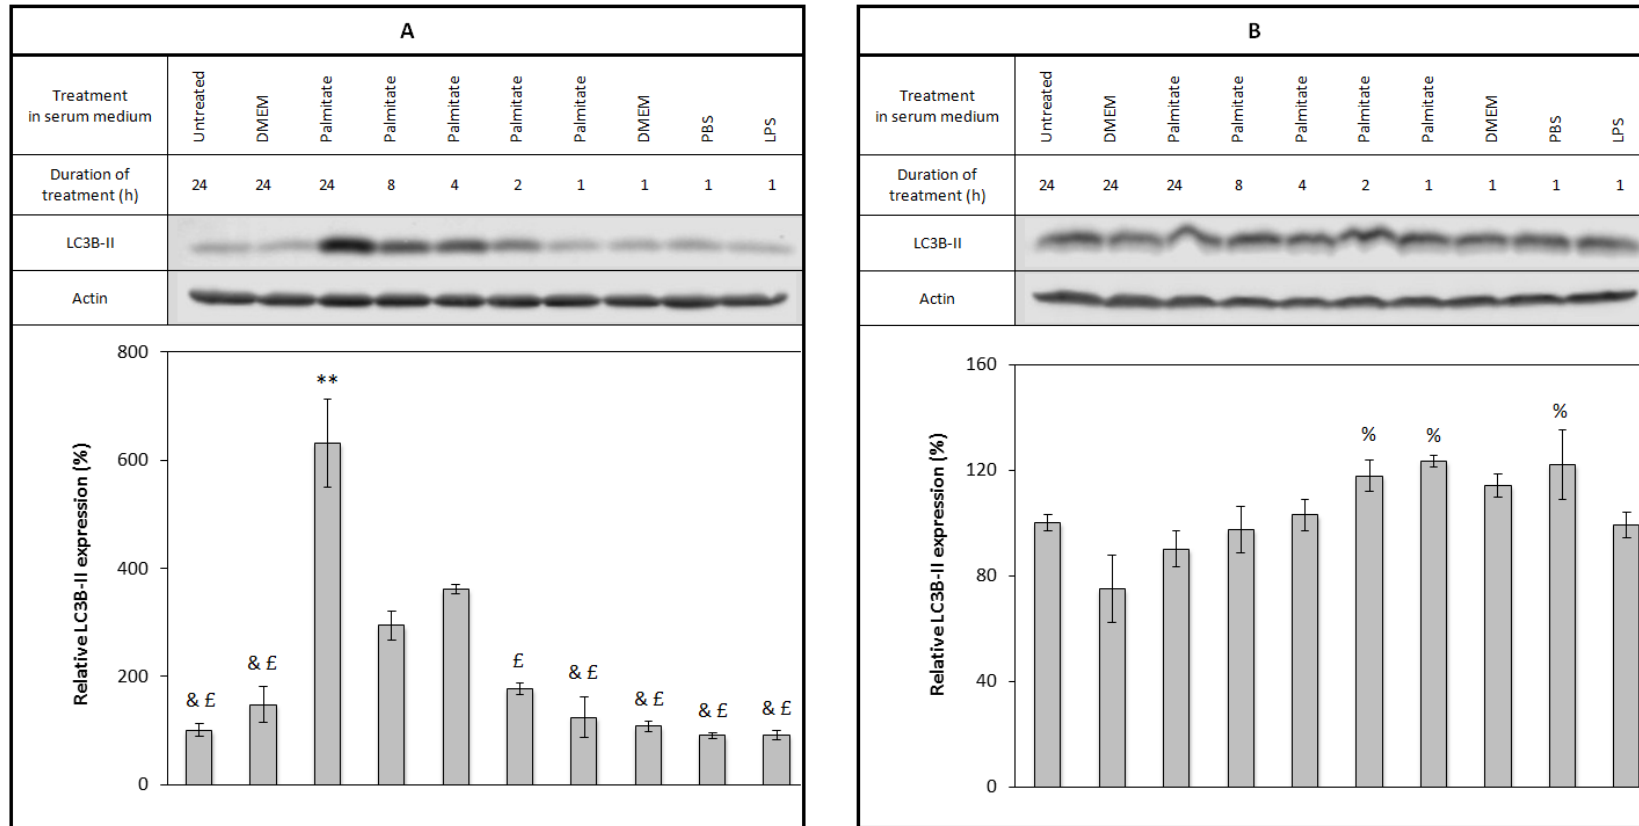 A
Treatment
in serum medium
Untreated
DMEM
Palmitate
Palmitate
Palmitate
Palmitate
Palmitate
DMEM
PBS
LPS
Duration of
treatment (h)
24 24 24 8 4 2 1 1 1 1
LC3B-II
Actin
Relative LC3B-II expression (%)
800
600
400
200
0
& £
& £
**
£
& £
& £
& £
& £
B
Treatment
in serum medium
Untreated
DMEM
Palmitate
Palmitate
Palmitate
Palmitate
Palmitate
DMEM
PBS
LPS
Duration of
treatment (h)
24 24 24 8 4 2 1 1 1 1
LC3B-II
Actin
Relative LC3B-II expression (%)
160
120
80
40
0
%
%
%